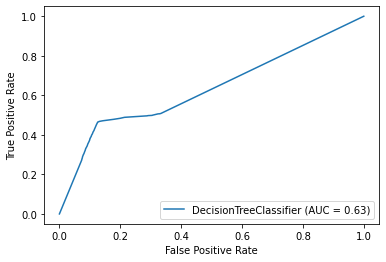 1.0
0.8
0.6
0.4
0.2
0.0
True Positive Rate
DecisionTreeClassifier (AUC = 0.63)
0.0 0.2 0.4 0.6 0.8 1.0
False Positive Rate